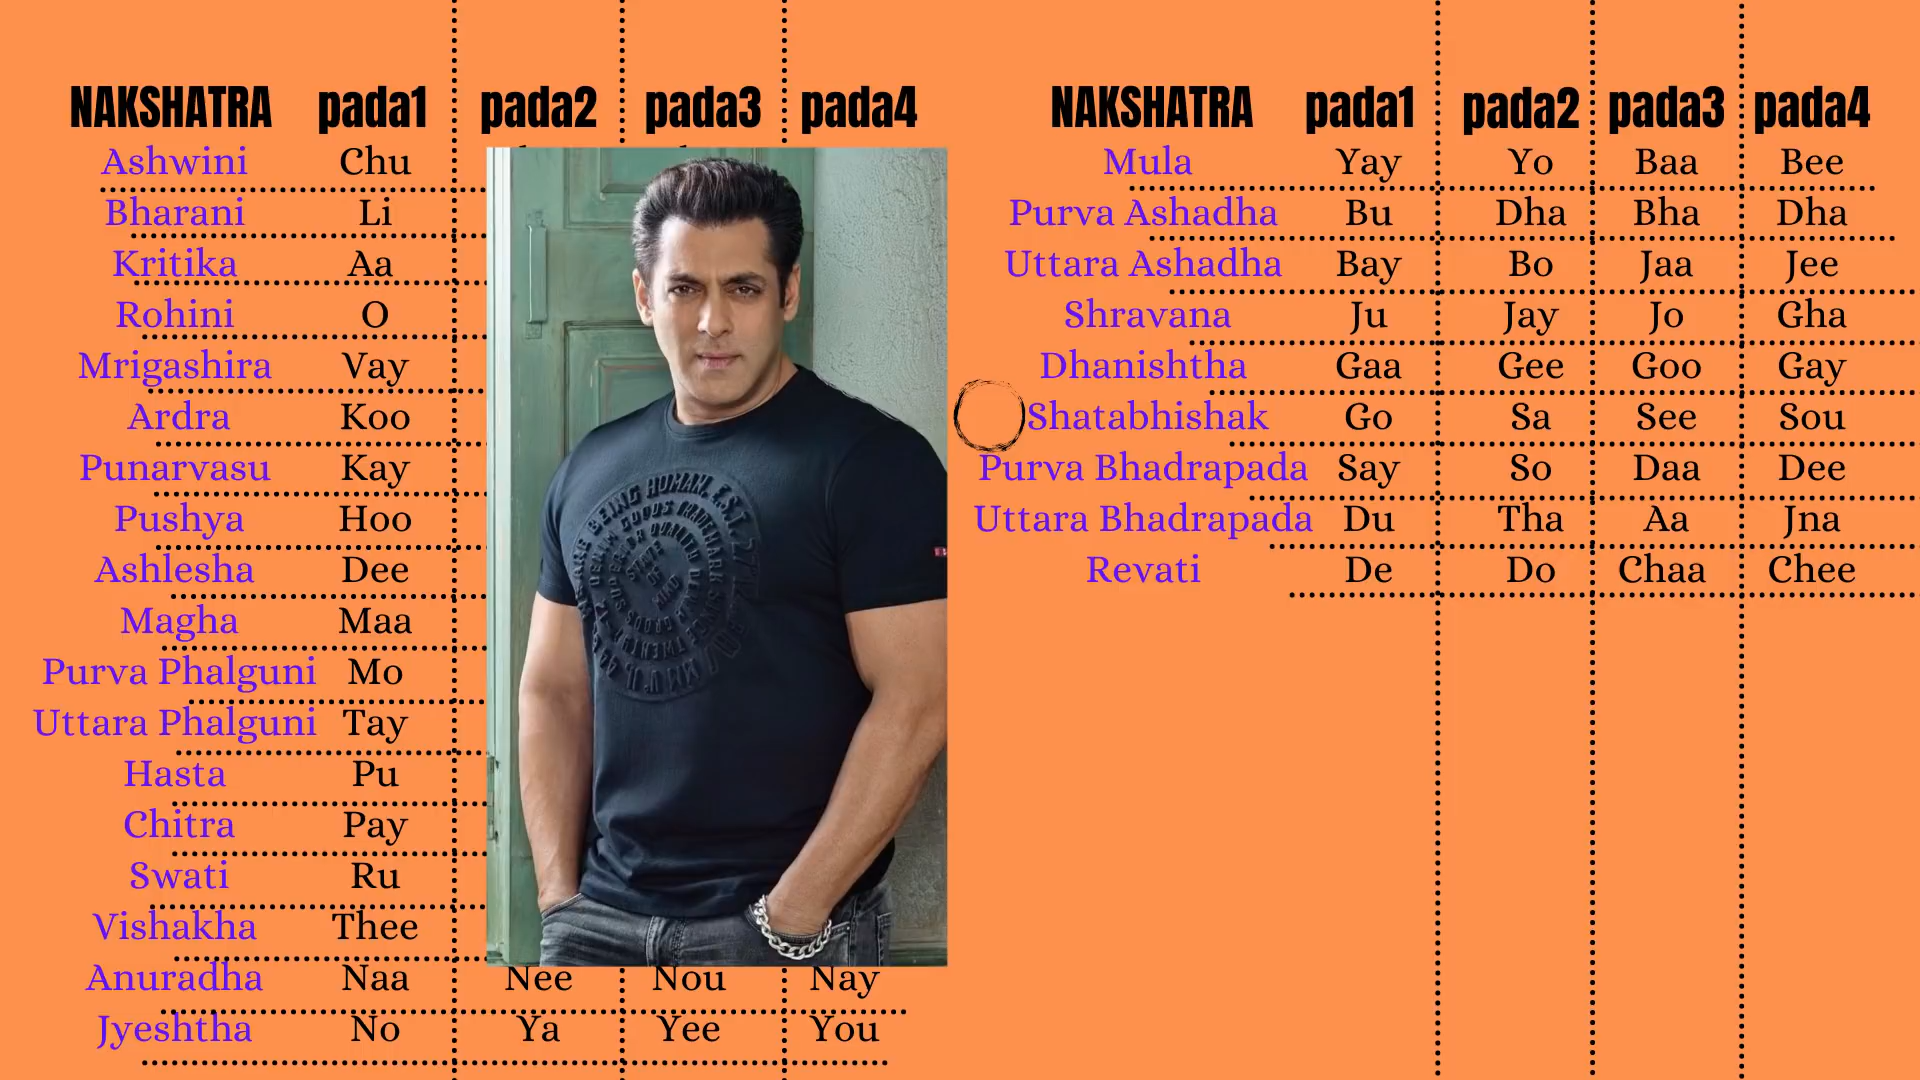 NAKSHATRA pada1 pada2 pada3 pada4
Ashwini Chu
Bharani Li
Kritika Aa
Rohini O
Mrigashira Vay
Ardra Koo
Punarvasu Kay
Pushya Hoo
Ashlesha Dee
Magha Maa
Purva Phalguni Mo
Uttara Phalguni Tay
Hasta Pu
Chitra Pay
Swati Ru
Vishakha Thee
Anuradha Naa Nee Nou Nay
Jyeshtha No Ya Yee You
BEING HUMAN, EST.
NAKSHATRA pada1 pada2 pada3 pada4
Mula Yay Yo Baa Bee
Purva Ashadha Bu Dha Bha Dha
Uttara Ashadha Bay Bo Jaa Jee
Shravana Ju Jay Jo Gha
Dhanishtha Gaa Gee Goo Gay
Shatabhishak Go Sa See Sou
Purva Bhadrapada Say So Daa Dee
Uttara Bhadrapada Du Tha Aa Jna
Revati De Do Chaa Chee